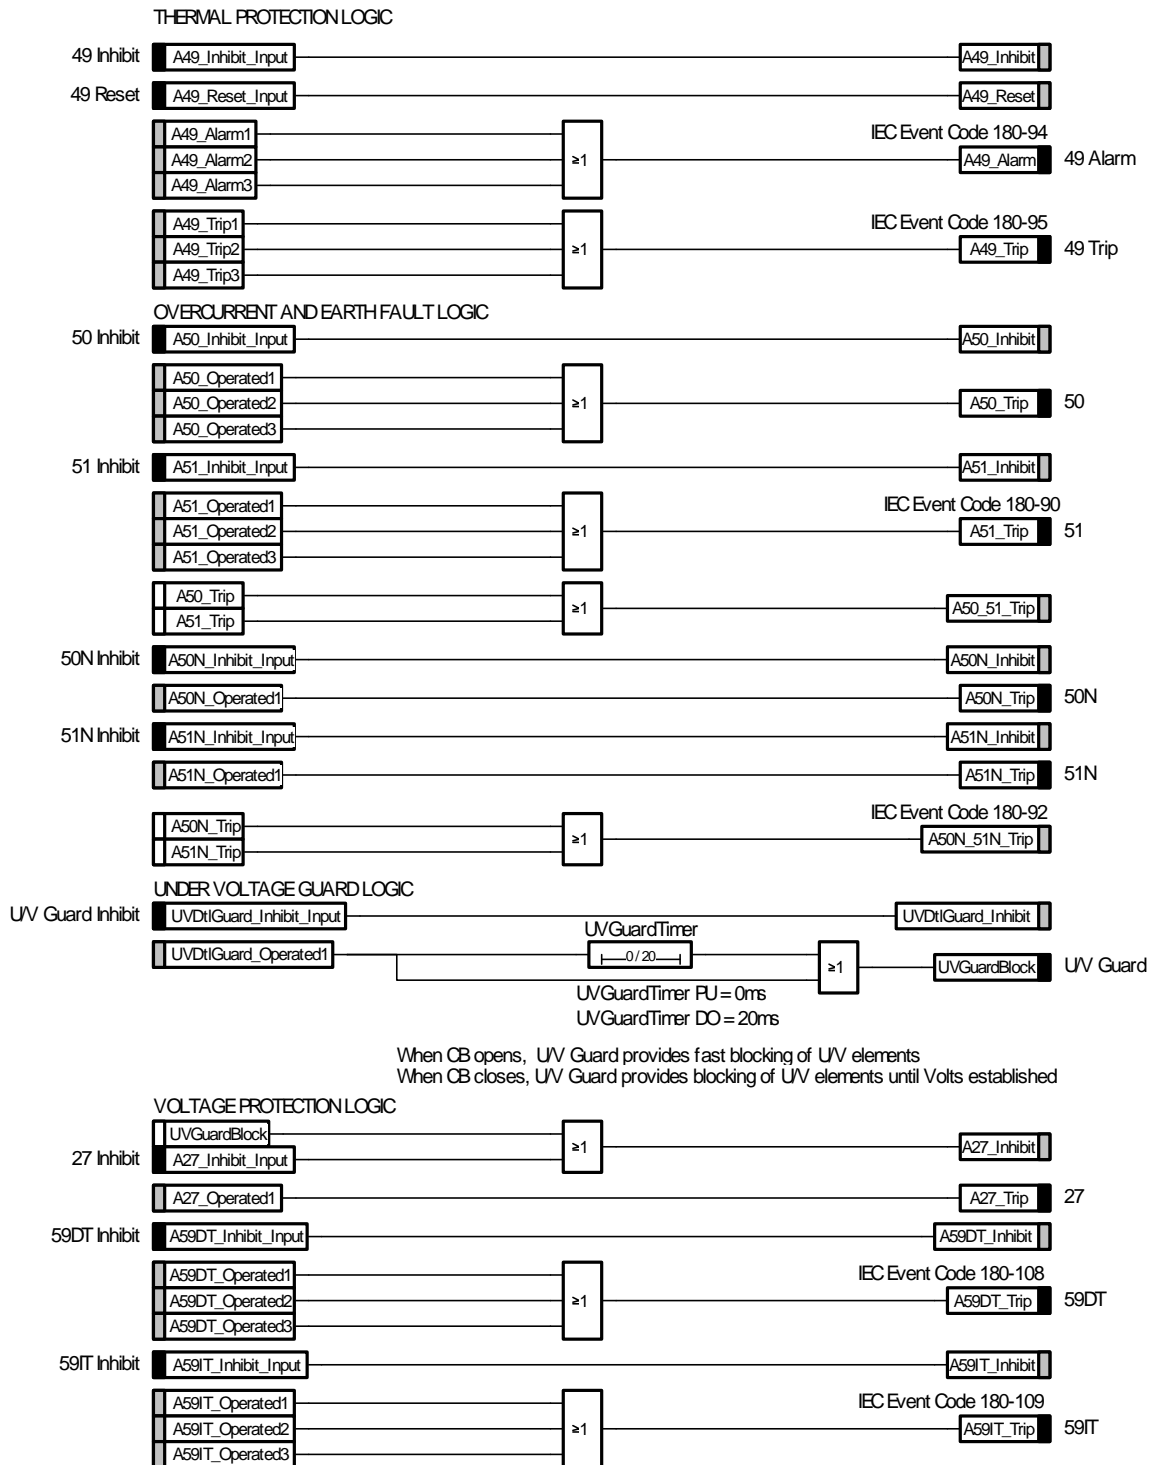 THERMAL PROTECTION LOGIC
49 Inhibit A49_Inhibit_Input A49_Inhibit
49 Reset A49_Reset_Input A49_Reset
A49_Alarm1 IEC Event Code 180-94
A49_Alarm2 ≥1 A49_Alarm 49 Alarm
A49_Alarm3
A49_Trip1 IEC Event Code 180-95
A49_Trip2 ≥1 A49_Trip 49 Trip
A49_Trip3
OVERCURRENT AND EARTH FAULT LOGIC
50 Inhibit A50_Inhibit_Input A50_Inhibit
A50_Operated1
A50_Operated2 ≥1 A50_Trip 50
A50_Operated3
51 Inhibit A51_Inhibit_Input A51_Inhibit
A51_Operated1 IEC Event Code 180-90
A51_Operated2 ≥1 A51_Trip 51
A51_Operated3
A50_Trip ≥1 A50_51_Trip
A51_Trip
50N Inhibit A50N_Inhibit_Input A50N_Inhibit
A50N_Operated1 A50N_Trip 50N
51N Inhibit A51N_Inhibit_Input A51N_Inhibit
A51N_Operated1 A51N_Trip 51N
IEC Event Code 180-92
A50N_Trip ≥1 A50N_51N_Trip
A51N_Trip
UNDER VOLTAGE GUARD LOGIC
U/V Guard Inhibit UVDtlGuard_Inhibit_Input UVDtlGuard_Inhibit
UVGuardTimer
UVDtlGuard_Operated1 0 / 20 ≥1 UVGuardBlock U/V Guard
UVGuardTimer PU = 0ms
UVGuardTimer DO = 20ms
When CB opens, U/V Guard provides fast blocking of U/V elements
When CB closes, U/V Guard provides blocking of U/V elements until Volts established
VOLTAGE PROTECTION LOGIC
UVGuardBlock ≥1 A27_Inhibit
27 Inhibit A27_Inhibit_Input
A27_Operated1 A27_Trip 27
59DT Inhibit A59DT_Inhibit_Input A59DT_Inhibit
A59DT_Operated1 IEC Event Code 180-108
A59DT_Operated2 ≥1 A59DT_Trip 59DT
A59DT_Operated3
59IT Inhibit A59IT_Inhibit_Input A59IT_Inhibit
A59IT_Operated1 IEC Event Code 180-109
A59IT_Operated2 ≥1 A59IT_Trip 59IT
A59IT_Operated3